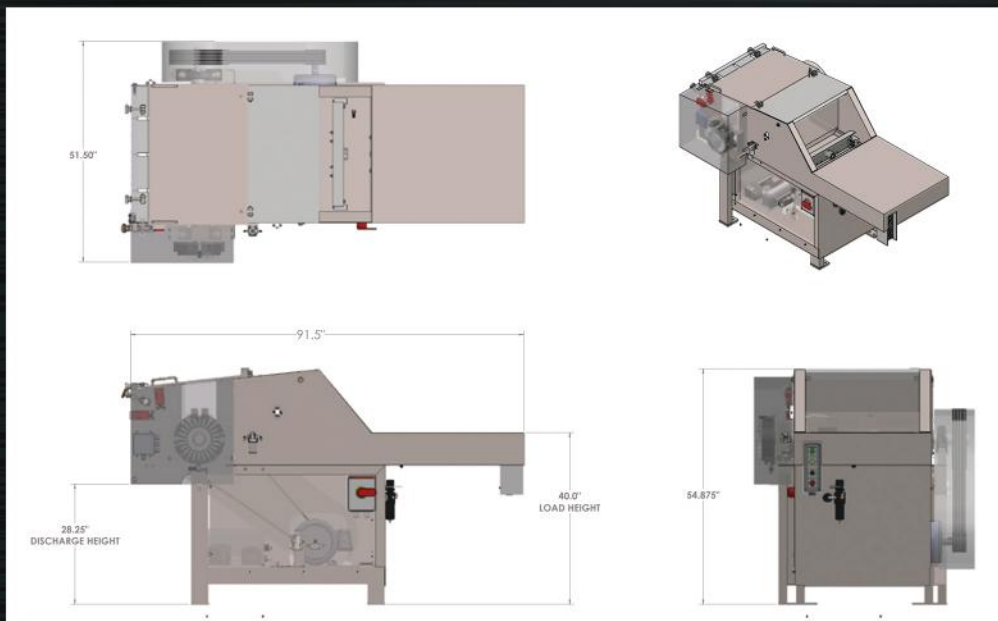 51.50"
91.5"
28.25"
DISCHARGE HEIGHT
40.0"
LOAD HEIGHT
54.875"